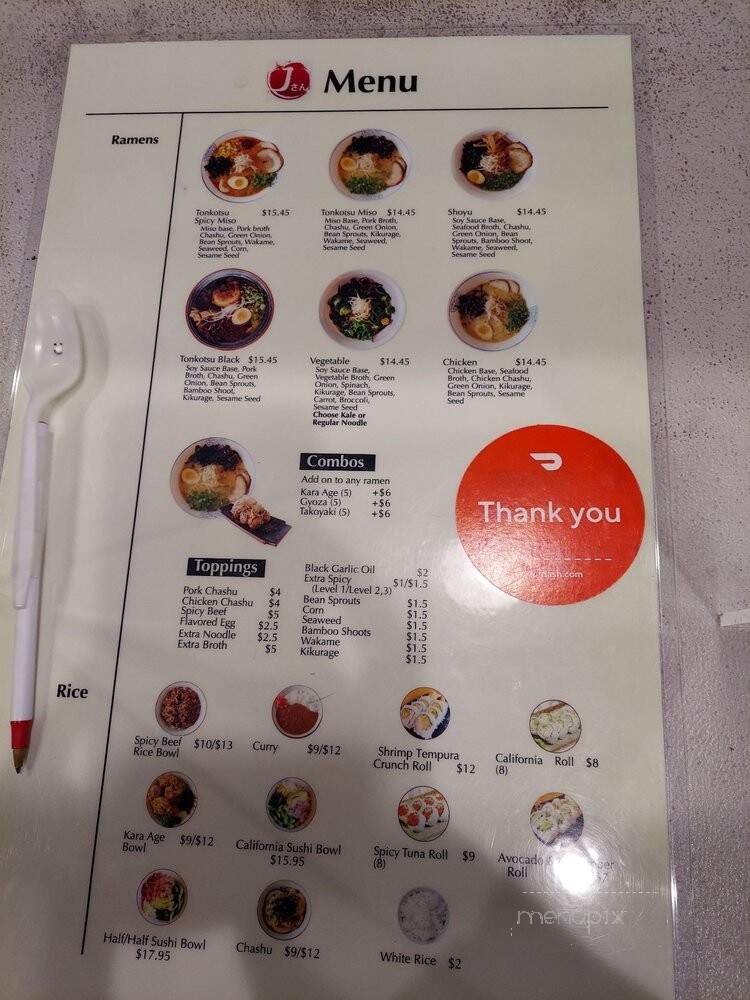 Jさん Menu
Ramens
Tonkotsu $15.45
Spicy Miso
Miso base, Pork broth
Chashu, Green Onion,
Bean Sprouts, Wakame,
Seaweed, Corn,
Sesame Seed
Tonkotsu Miso $14.45
Miso Base, Pork Broth,
Chashu, Green Onion,
Bean Sprouts, Kikurage,
Wakame, Seaweed,
Sesame Seed
Shoyu $14.45
Soy Sauce Base,
Seafood Broth, Chashu,
Green Onion, Bean
Sprouts, Bamboo Shoot,
Wakame, Seaweed,
Sesame Seed
Tonkotsu Black $15.45
Soy Sauce Base, Pork
Broth, Chashu, Green
Onion, Bean Sprouts,
Bamboo Shoot,
Kikurage, Sesame Seed
Vegetable $14.45
Soy Sauce Base,
Vegetable Broth, Green
Onion, Spinach,
Kikurage, Bean Sprouts,
Carrot, Broccoli,
Sesame Seed
Choose Kale or
Regular Noodle
Chicken $14.45
Chicken Base, Seafood
Broth, Chicken Chashu,
Green Onion, Kikurage,
Bean Sprouts, Sesame
Seed
Combos
Add on to any ramen
Kara Age (5) +$6
Gyoza (5) +$6
Takoyaki (5) +$6
Thank you
dash.com
Toppings
Pork Chashu $4
Chicken Chashu $4
Spicy Beef $5
Flavored Egg $2.5
Extra Noodle $2.5
Extra Broth $5
Black Garlic Oil $2
Extra Spicy $1/$1.5
(Level 1/Level 2,3)
Bean Sprouts $1.5
Corn $1.5
Seaweed $1.5
Bamboo Shoots $1.5
Wakame $1.5
Kikurage $1.5
Rice
Spicy Beef $10/$13
Rice Bowl
Curry $9/$12
Shrimp Tempura
Crunch Roll $12
California Roll $8
(8)
Kara Age $9/$12
Bowl
California Sushi Bowl
$15.95
Spicy Tuna Roll $9
(8)
Avocado
Roll
Half/Half Sushi Bowl
$17.95
Chashu $9/$12
White Rice $2
menupix